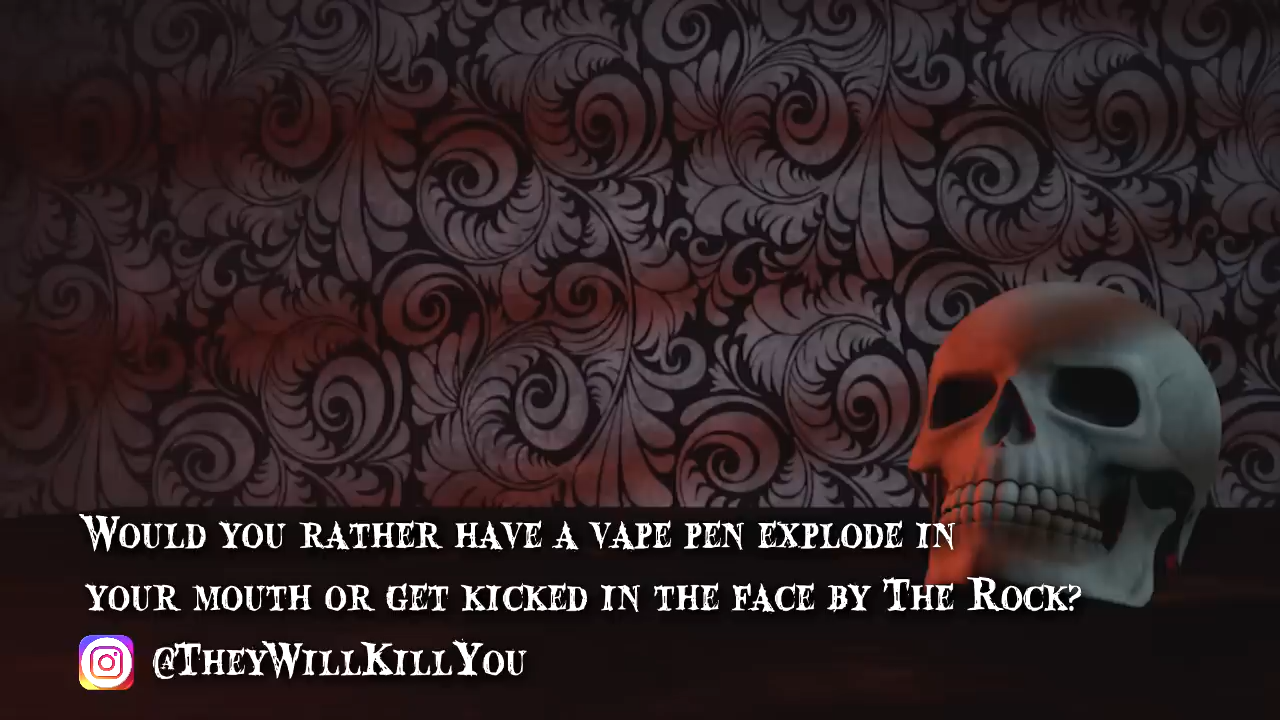 Would you rather have a vape pen explode in
your mouth or get kicked in the face by The Rock?
@TheyWillKillYou